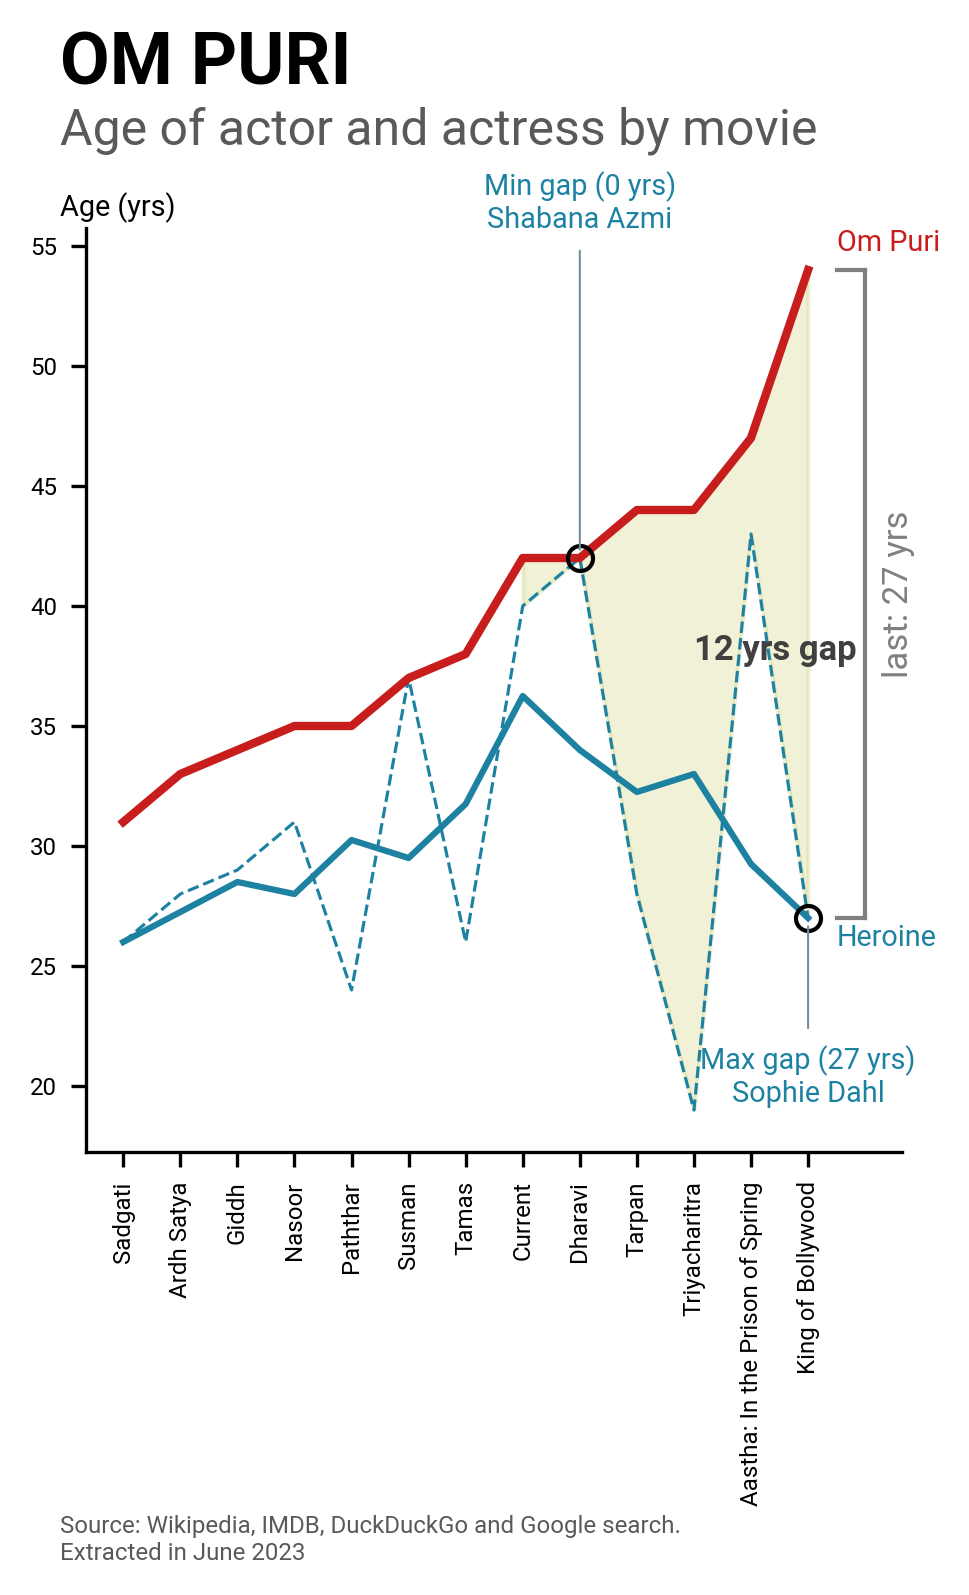 OM PURI
Age of actor and actress by movie
Min gap (0 yrs)
Shabana Azmi
Age (yrs)
Om Puri
55
50
45
40
35
30
25
20
12 yrs gap
last: 27 yrs
Heroine
Max gap (27 yrs)
Sophie Dahl
Sadgati
Ardh Satya
Giddh
Nasoor
Paththar
Susman
Tamas
Current
Dharavi
Tarpan
Triyacharitra
Aastha: In the Prison of Spring
King of Bollywood
Source: Wikipedia, IMDB, DuckDuckGo and Google search.
Extracted in June 2023